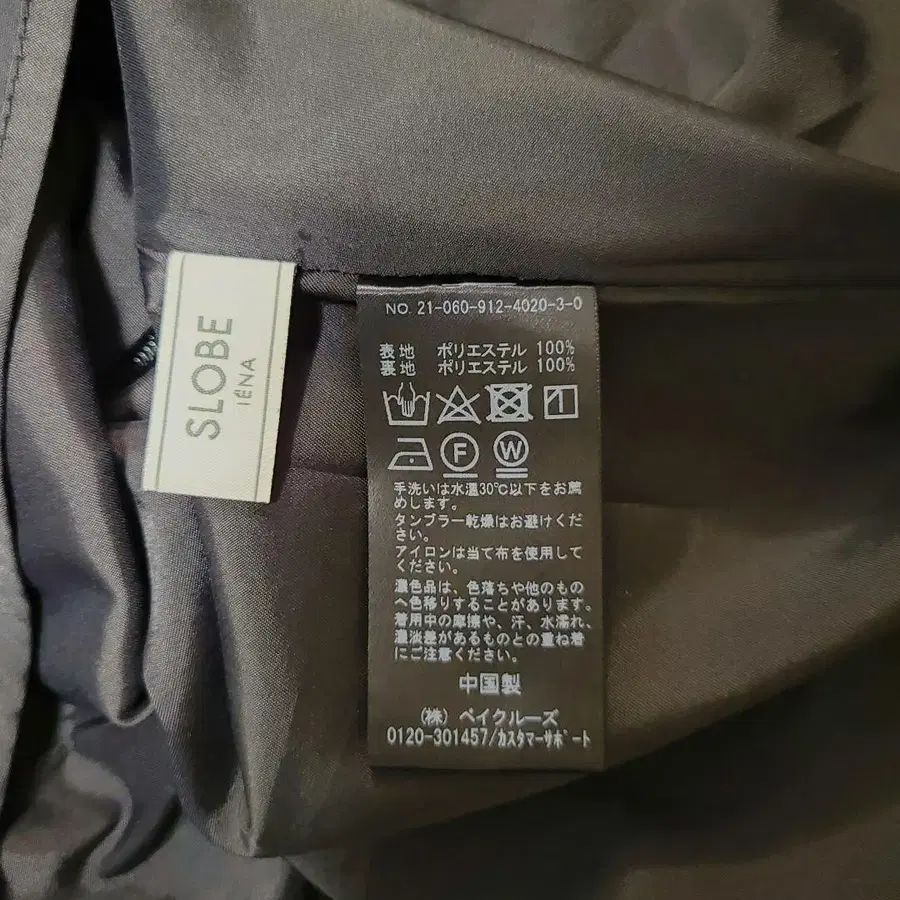 SLOBE
IÉNA
NO. 21-060-912-4020-3-0
表地 ポリエステル 100%
裏地 ポリエステル 100%
F W
手洗いは水温30℃以下をお薦
めします。
タンブラー乾燥はお避けくだ
さい。
アイロンは当て布を使用して
ください。
濃色品は、色落ちや他のもの
へ色移りすることがあります。
着用中の摩擦や、汗、水濡れ、
濃淡差があるものとの重ね着
にご注意ください。
中国製
(株) ベイクルーズ
0120-301457/カスタマーサポート